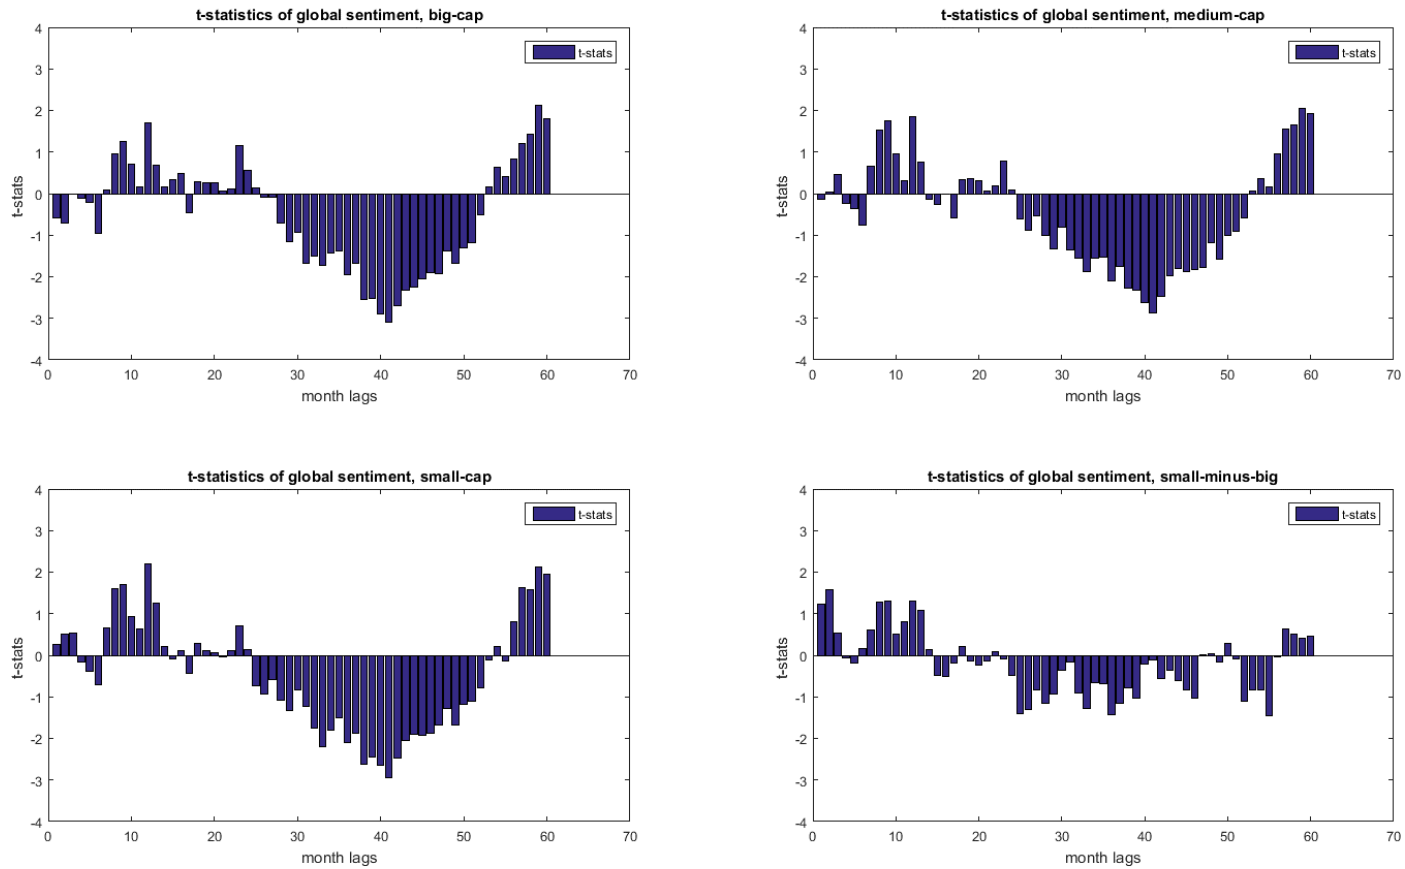 t-statistics of global sentiment, big-cap
4
3
2
1
0
-1
-2
-3
-4
t-stats
t-stats
0 10 20 30 40 50 60 70
month lags
t-statistics of global sentiment, medium-cap
4
3
2
1
0
-1
-2
-3
-4
t-stats
t-stats
0 10 20 30 40 50 60 70
month lags
t-statistics of global sentiment, small-cap
4
3
2
1
0
-1
-2
-3
-4
t-stats
t-stats
0 10 20 30 40 50 60 70
month lags
t-statistics of global sentiment, small-minus-big
4
3
2
1
0
-1
-2
-3
-4
t-stats
t-stats
0 10 20 30 40 50 60 70
month lags